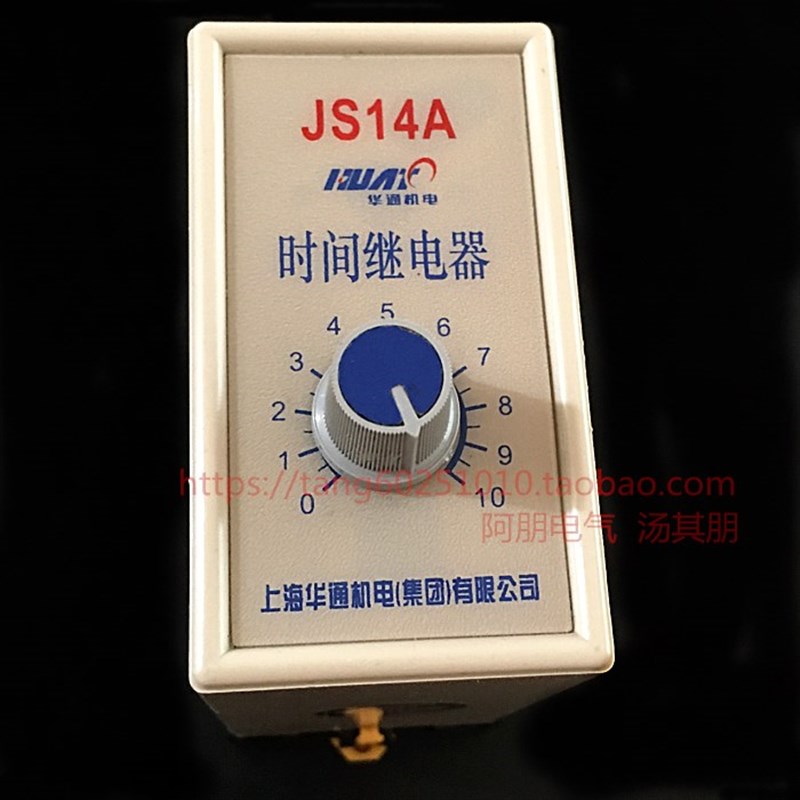 JS14A
HUAT
华通机电
时间继电器
0 1 2 3 4 5 6 7 8 9 10
https://tang60251010.taobao.com
阿朋电气 汤其朋
上海华通机电(集团)有限公司